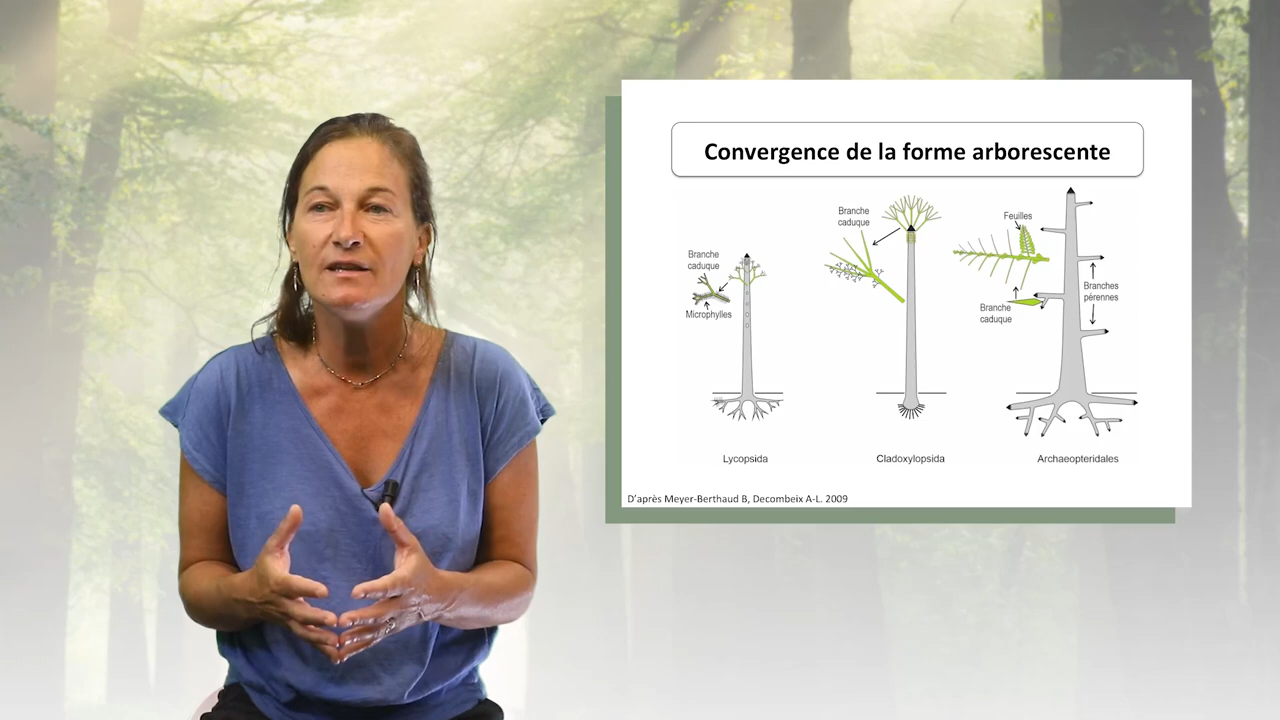 Convergence de la forme arborescente
Branche
caduque
Microphylles
Branche
caduque
Feuilles
Branche
caduque
Branches
pérennes
Lycopsida
Cladoxylopsida
Archaeopteridales
D'après Meyer-Berthaud B, Decombeix A-L. 2009